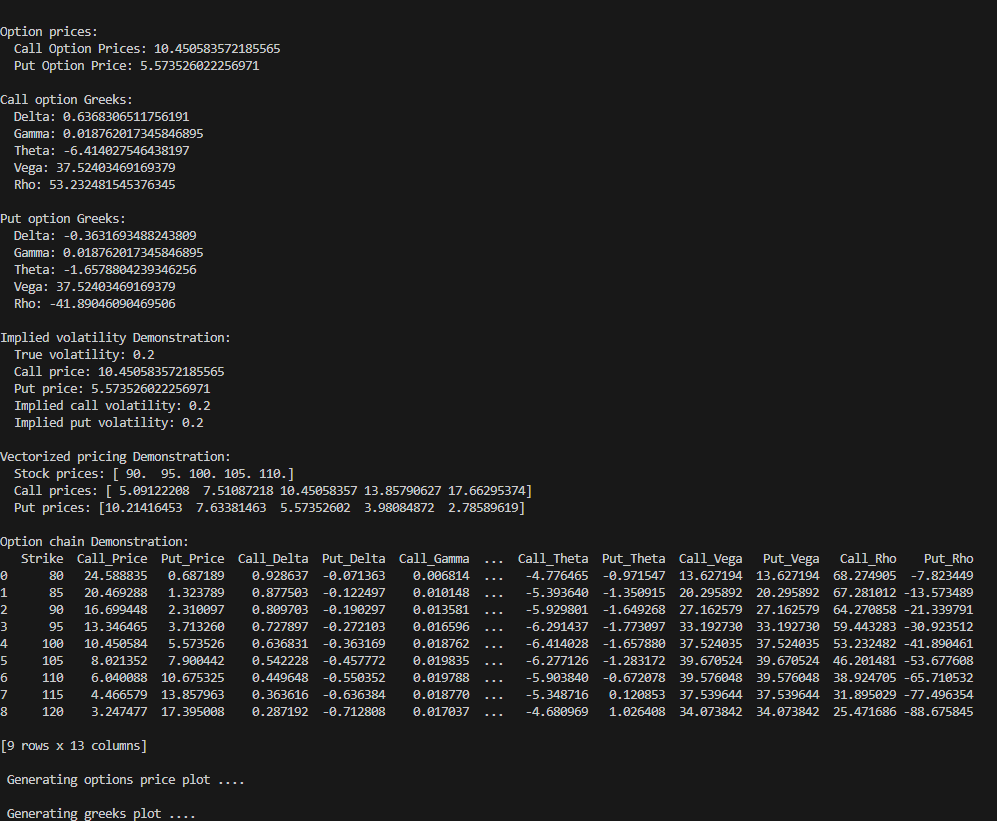 Option prices:
  Call Option Prices: 10.450583572185565
  Put Option Price: 5.573526022256971

Call option Greeks:
  Delta: 0.6368306511756191
  Gamma: 0.018762017345846895
  Theta: -6.414027546438197
  Vega: 37.52403469169379
  Rho: 53.232481545376345

Put option Greeks:
  Delta: -0.3631693488243809
  Gamma: 0.018762017345846895
  Theta: -1.6578804239346256
  Vega: 37.52403469169379
  Rho: -41.89046090469506

Implied volatility Demonstration:
  True volatility: 0.2
  Call price: 10.450583572185565
  Put price: 5.573526022256971
  Implied call volatility: 0.2
  Implied put volatility: 0.2

Vectorized pricing Demonstration:
  Stock prices: [ 90.  95. 100. 105. 110.]
  Call prices: [ 5.09122208  7.51087218 10.45058357 13.85790627 17.66295374]
  Put prices: [10.21416453  7.63381463  5.57352602  3.98084872  2.78589619]

Option chain Demonstration:
   Strike  Call_Price  Put_Price  Call_Delta  Put_Delta  Call_Gamma  ...  Call_Theta  Put_Theta  Call_Vega   Put_Vega   Call_Rho    Put_Rho
0      80   24.588835   0.687189    0.928637  -0.071363    0.006814  ...   -4.776465  -0.971547  13.627194  13.627194  68.274905  -7.823449
1      85   20.469288   1.323789    0.877503  -0.122497    0.010148  ...   -5.393640  -1.350915  20.295892  20.295892  67.281012 -13.573489
2      90   16.699448   2.310097    0.809703  -0.190297    0.013581  ...   -5.929801  -1.649268  27.162579  27.162579  64.270858 -21.339791
3      95   13.346465   3.713260    0.727897  -0.272103    0.016596  ...   -6.291437  -1.773097  33.192730  33.192730  59.443283 -30.923512
4     100   10.450584   5.573526    0.636831  -0.363169    0.018762  ...   -6.414028  -1.657880  37.524035  37.524035  53.232482 -41.890461
5     105    8.021352   7.900442    0.542228  -0.457772    0.019835  ...   -6.277126  -1.283172  39.670524  39.670524  46.201481 -53.677608
6     110    6.040088  10.675325    0.449648  -0.550352    0.019788  ...   -5.903840  -0.672078  39.576048  39.576048  38.924705 -65.710532
7     115    4.466579  13.857963    0.363616  -0.636384    0.018770  ...   -5.348716   0.120853  37.539644  37.539644  31.895029 -77.496354
8     120    3.247477  17.395008    0.287192  -0.712808    0.017037  ...   -4.680969   1.026408  34.073842  34.073842  25.471686 -88.675845

[9 rows x 13 columns]

 Generating options price plot ....

 Generating greeks plot ....